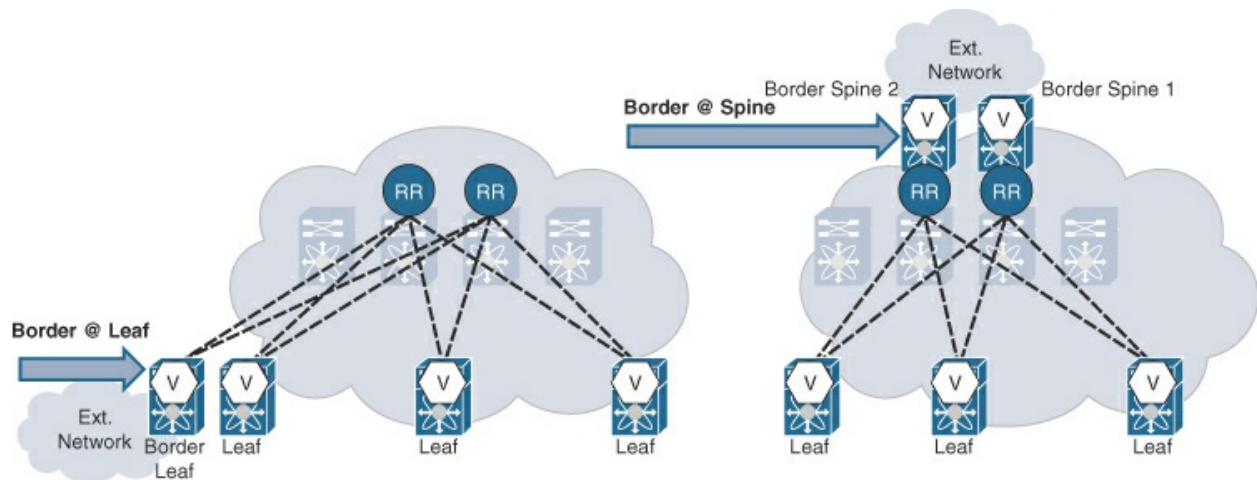 Border @ Leaf
Ext.
Network
RR
RR
V
V
V
V
Border
Leaf
Leaf
Leaf
Leaf
Border @ Spine
Ext.
Network
Border Spine 2
Border Spine 1
V
V
RR
RR
V
V
V
Leaf
Leaf
Leaf